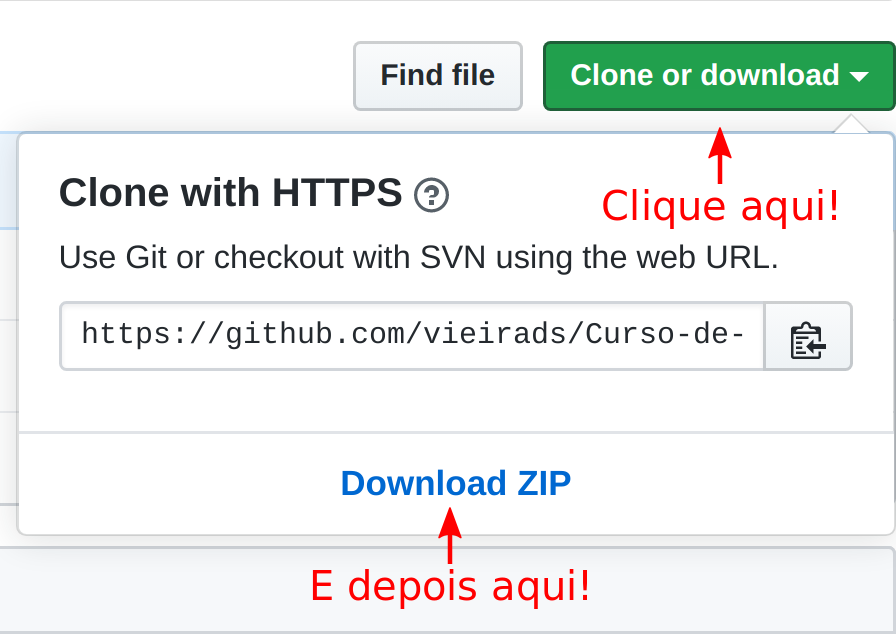 Find file
Clone or download
Clone with HTTPS
Clique aqui!
Use Git or checkout with SVN using the web URL.
https://github.com/vieirads/Curso-de-
Download ZIP
E depois aqui!